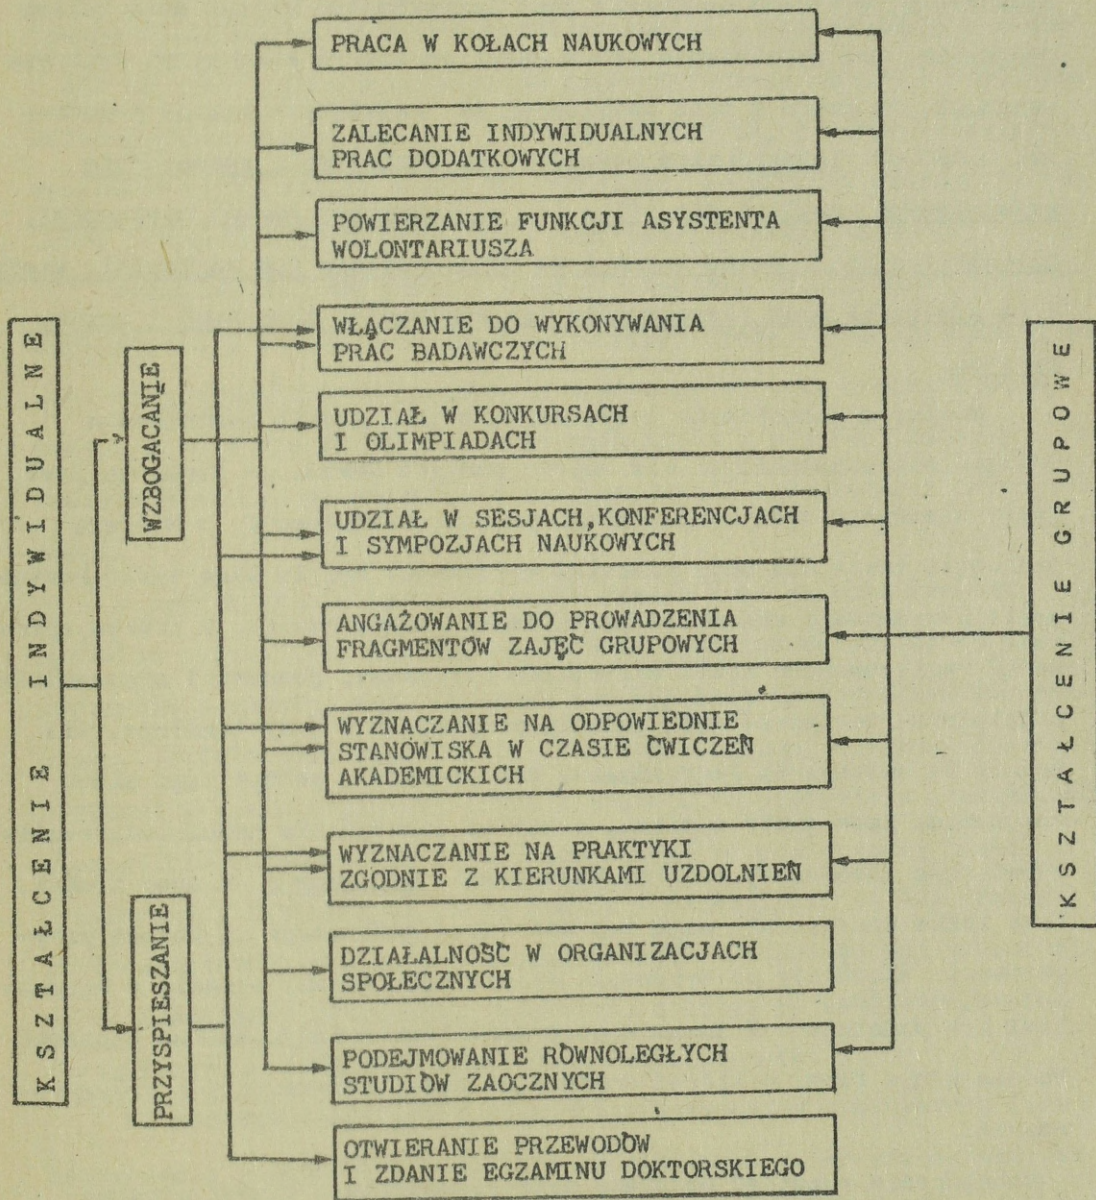 KSZTAŁCENIE INDYWIDUALNE
WZBOGACANIE
PRZYSPIESZANIE
PRACA W KOŁACH NAUKOWYCH
ZALECANIE INDYWIDUALNYCH
PRAC DODATKOWYCH
POWIERZANIE FUNKCJI ASYSTENTA
WOLONTARIUSZA
WŁĄCZANIE DO WYKONYWANIA
PRAC BADAWCZYCH
UDZIAŁ W KONKURSACH
I OLIMPIADACH
UDZIAŁ W SESJACH, KONFERENCJACH
I SYMPOZJACH NAUKOWYCH
ANGAŻOWANIE DO PROWADZENIA
FRAGMENTÓW ZAJĘĆ GRUPOWYCH
WYZNACZANIE NA ODPOWIEDNIE
STANOWISKA W CZASIE ĆWICZEŃ
AKADEMICKICH
WYZNACZANIE NA PRAKTYKI
ZGODNIE Z KIERUNKAMI UZDOLNIEŃ
DZIAŁALNOŚĆ W ORGANIZACJACH
SPOŁECZNYCH
PODEJMOWANIE RÓWNOLEGŁYCH
STUDIÓW ZAOCZNYCH
OTWIERANIE PRZEWODÓW
I ZDANIE EGZAMINU DOKTORSKIEGO
KSZTAŁCENIE GRUPOWE